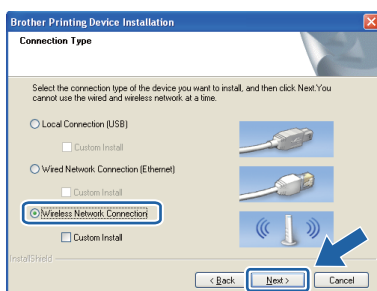 Brother Printing Device Installation
Connection Type
Select the connection type of the device you want to install, and then click Next.You
cannot use the wired and wireless network at a time.
Local Connection (USB)
Custom Install
Wired Network Connection (Ethernet)
Custom Install
Wireless Network Connection
Custom Install
InstallShield
< Back Next > Cancel